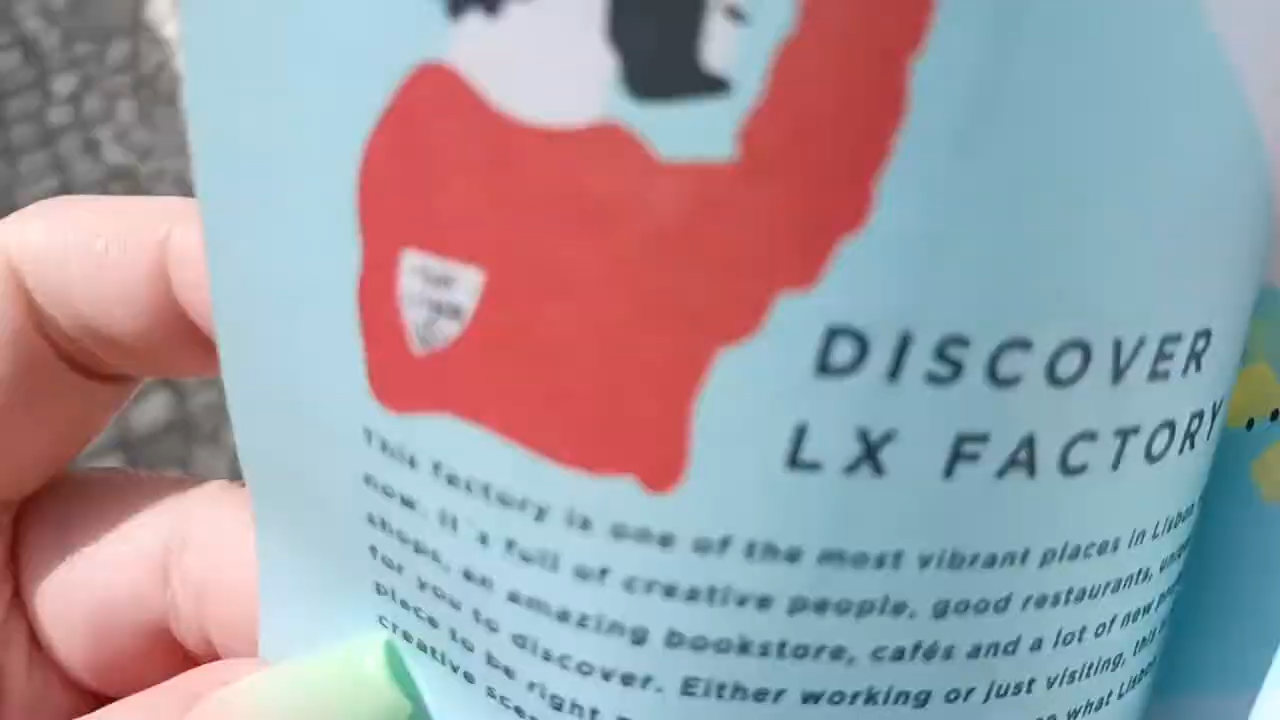 DISCOVER
LX FACTORY...
This factory is one of the most vibrant places in Lisbon
now. It's full of creative people, good restaurants,
shops, an amazing bookstore, cafés and a lot of new
for you to discover. Either working or just visiting, this
place to be right
creative what